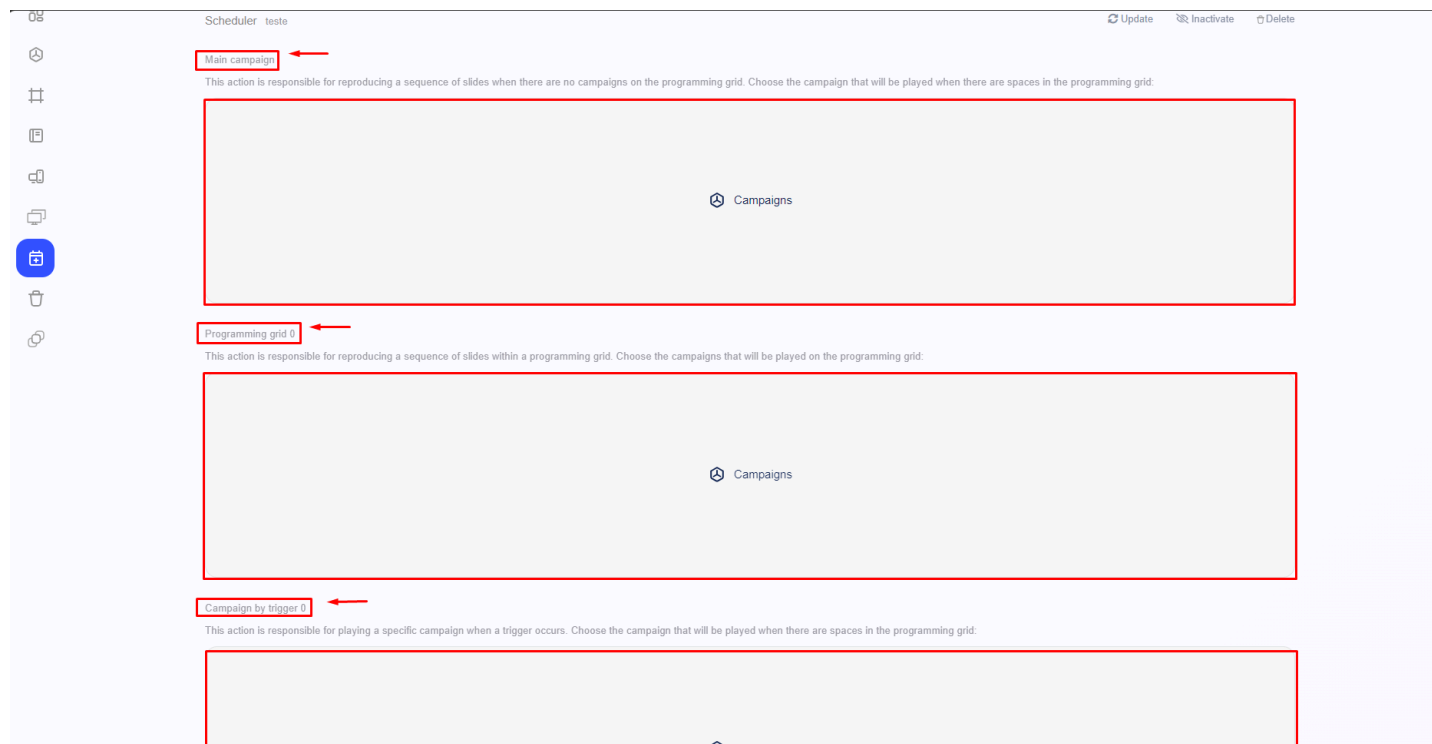 Scheduler teste
Update Inactivate Delete
Main campaign
This action is responsible for reproducing a sequence of slides when there are no campaigns on the programming grid. Choose the campaign that will be played when there are spaces in the programming grid:
Campaigns
Programming grid 0
This action is responsible for reproducing a sequence of slides within a programming grid. Choose the campaigns that will be played on the programming grid:
Campaigns
Campaign by trigger 0
This action is responsible for playing a specific campaign when a trigger occurs. Choose the campaign that will be played when there are spaces in the programming grid: